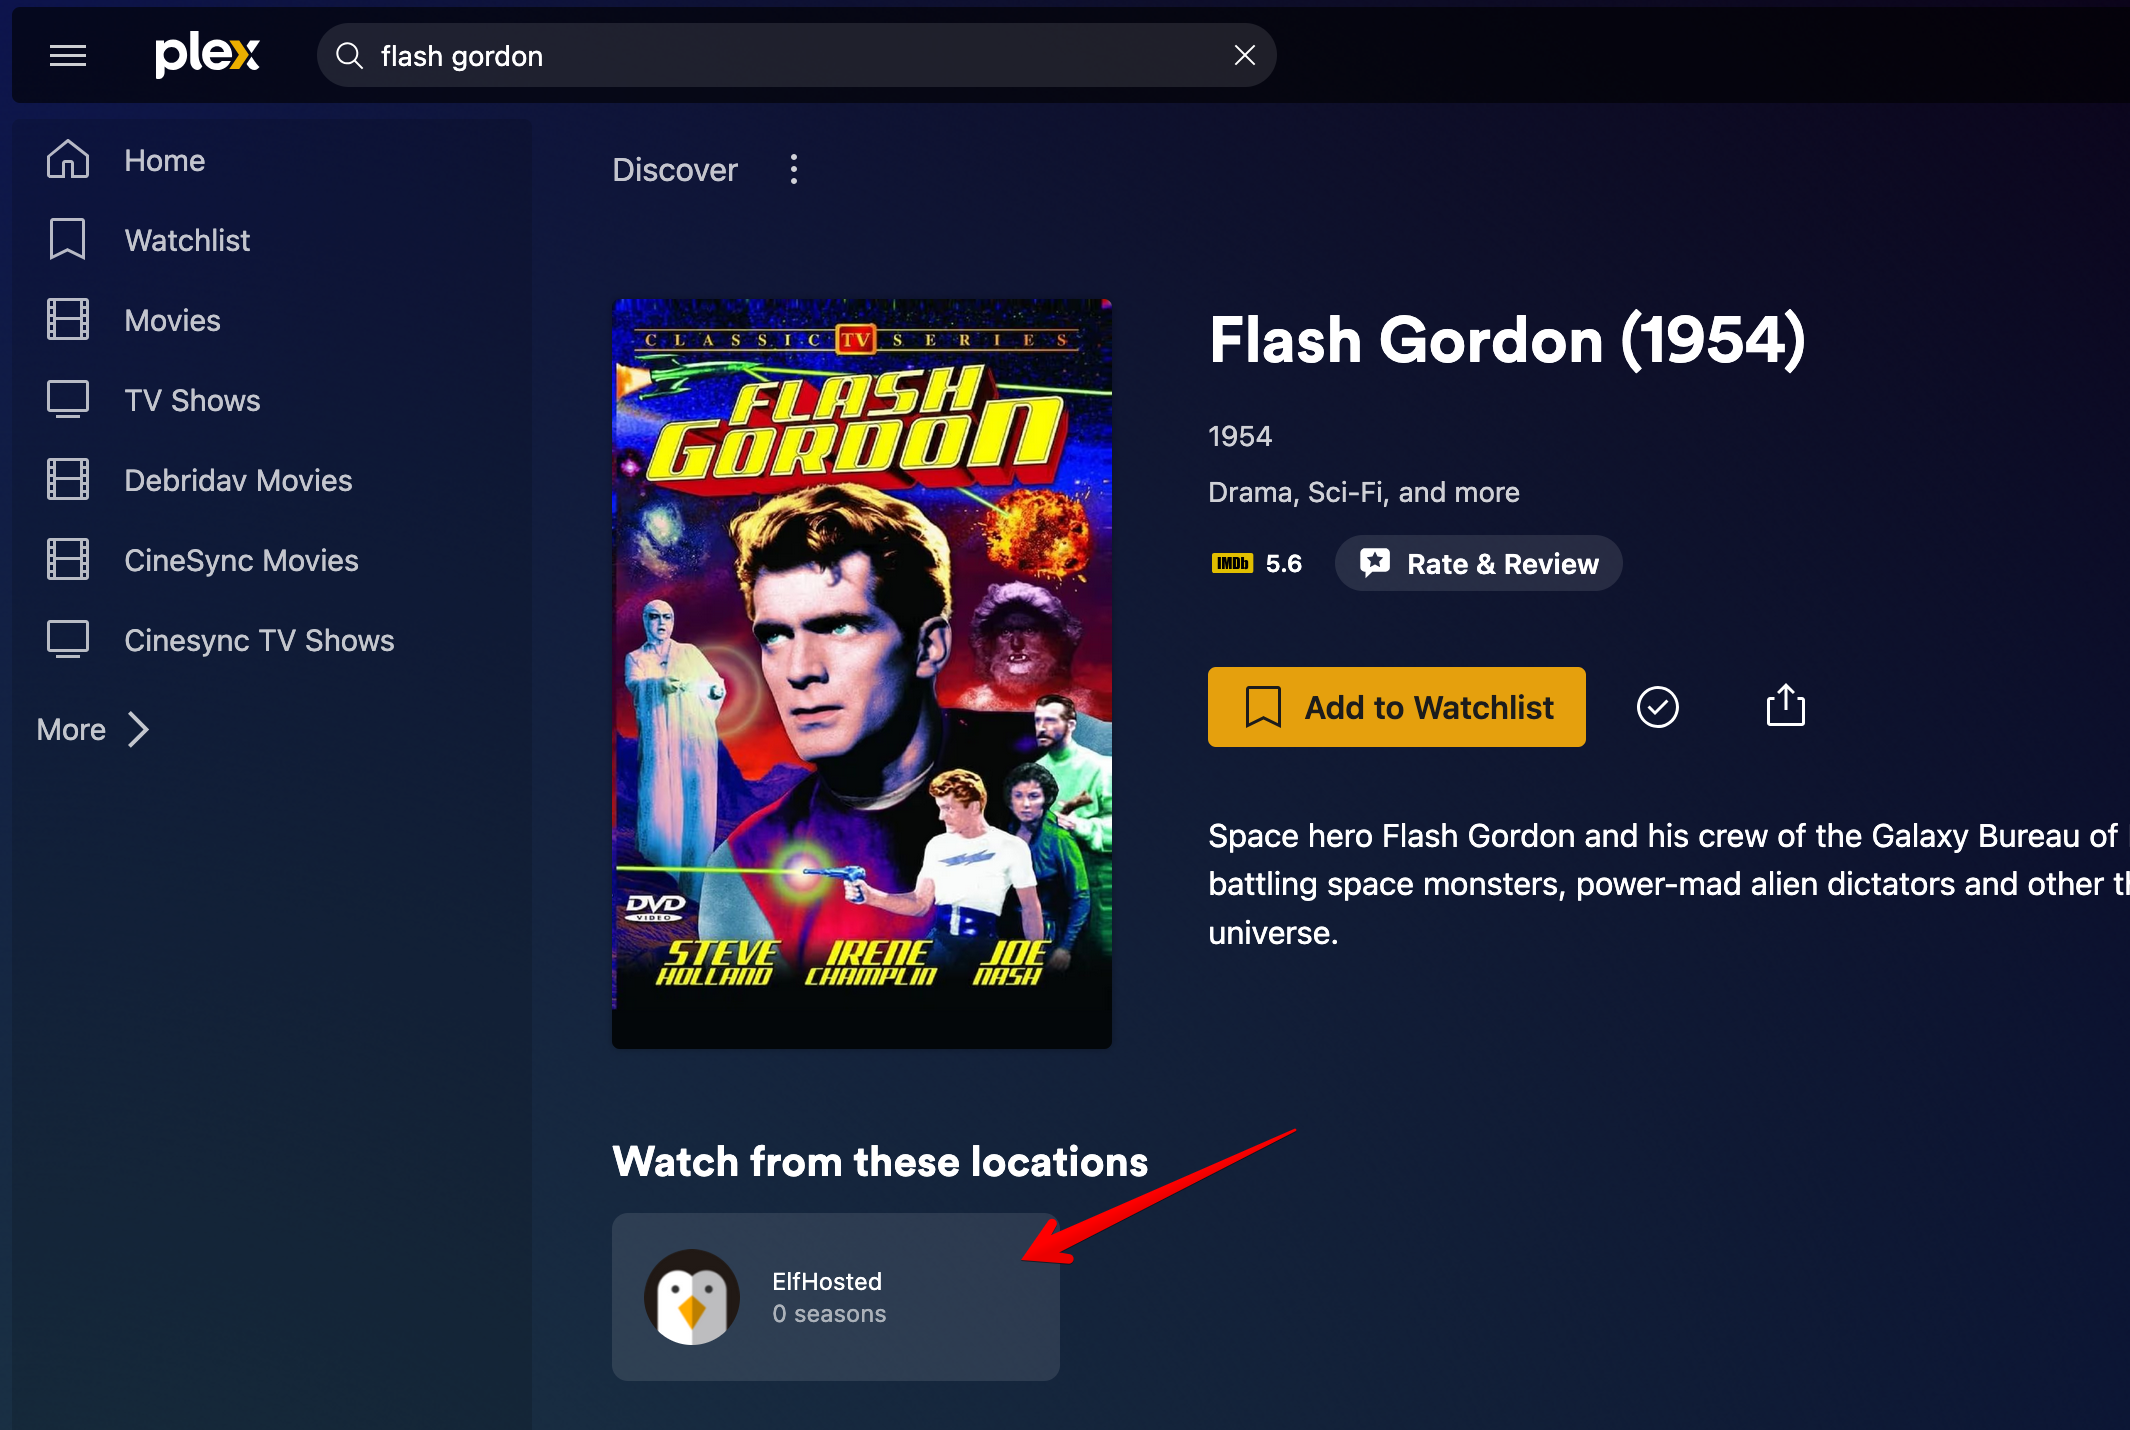 plex
flash gordon
Home
Watchlist
Movies
TV Shows
Debridav Movies
CineSync Movies
Cinesync TV Shows
More
Discover
CLASSIC TV SERIES
FLASH
GORDON
DVD
VIDEO
STEVE HOLLAND
IRENE CHAMPLIN
JOE NASH
Flash Gordon (1954)
1954
Drama, Sci-Fi, and more
IMDb 5.6
Rate & Review
Add to Watchlist
Space hero Flash Gordon and his crew of the Galaxy Bureau of
battling space monsters, power-mad alien dictators and other
universe.
Watch from these locations
ElfHosted
0 seasons